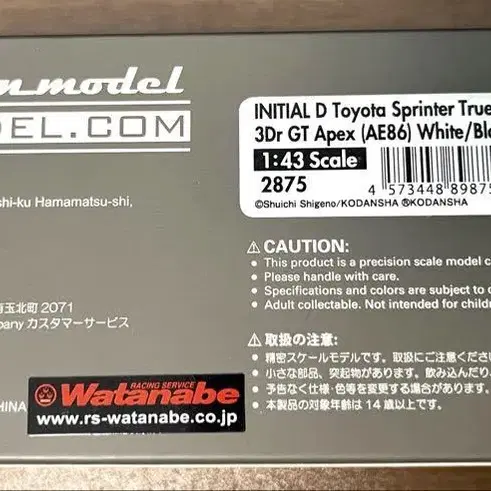 model
DEL.COM
INITIAL D Toyota Sprinter True
3Dr GT Apex (AE86) White/Bla
1:43 Scale
2875
4 573448 89875
©Shuichi Shigeno/KODANSHA ®KODANSHA
shi-ku Hamamatsu-shi,
埼玉北町 2071
pany カスタマーサービス
⚠CAUTION:
• This product is a precision scale model c
• Please handle with care.
• Specifications and colors are subject to c
• Adult collectable. Not intended for childr
⚠取扱の注意:
• 精密スケールモデルです。取扱にご注意くださ
• 小さな部品、突起物があります。飲み込んだり、
• 予告なく仕様・色等を変更する場合があります。
• 本製品の対象年齢は 14 歳以上です。
HINA
RACING SERVICE
Watanabe
www.rs-watanabe.co.jp